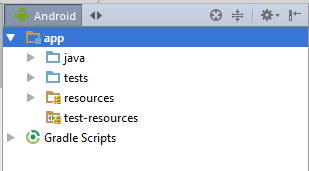 Android
app
java
tests
resources
test-resources
Gradle Scripts